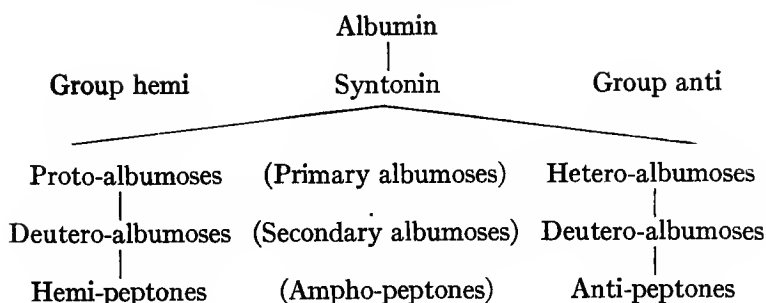 Albumin
Group hemi Syntonin Group anti
Proto-albumoses (Primary albumoses) Hetero-albumoses
Deutero-albumoses (Secondary albumoses) Deutero-albumoses
Hemi-peptones (Ampho-peptones) Anti-peptones